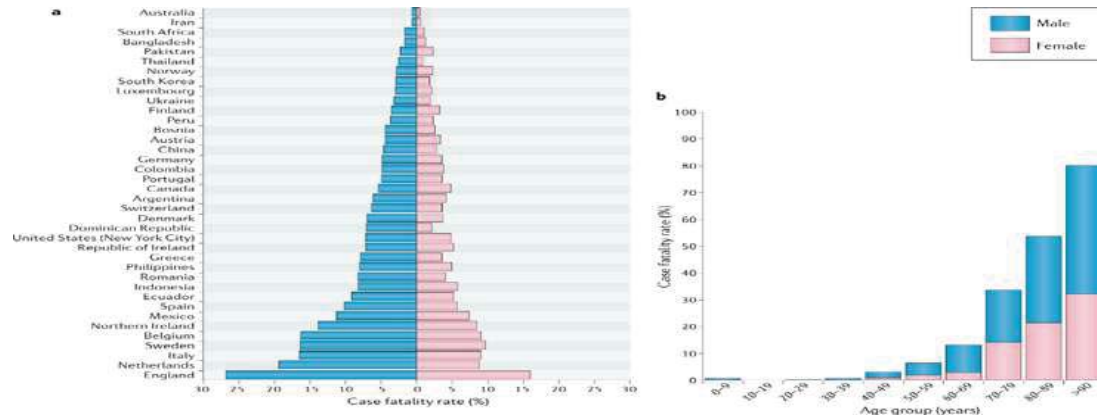 a
Australia
Iran
South Africa
Bangladesh
Pakistan
Thailand
Norway
South Korea
Luxembourg
Ukraine
Finland
Peru
Bosnia
Austria
China
Germany
Colombia
Portugal
Canada
Argentina
Switzerland
Denmark
Dominican Republic
United States (New York City)
Republic of Ireland
Greece
Philippines
Romania
Indonesia
Ecuador
Spain
Mexico
Northern Ireland
Belgium
Sweden
Italy
Netherlands
England
30 25 20 15 10 5 0 5 10 15 20 25 30
Case fatality rate (%)
Male
Female
b
100
80
70
80
60
50
40
30
20
10
0
Case fatality rate (%)
0–9 10–19 20–29 30–39 40–49 50–59 60–69 70–79 80–89 >90
Age group (years)